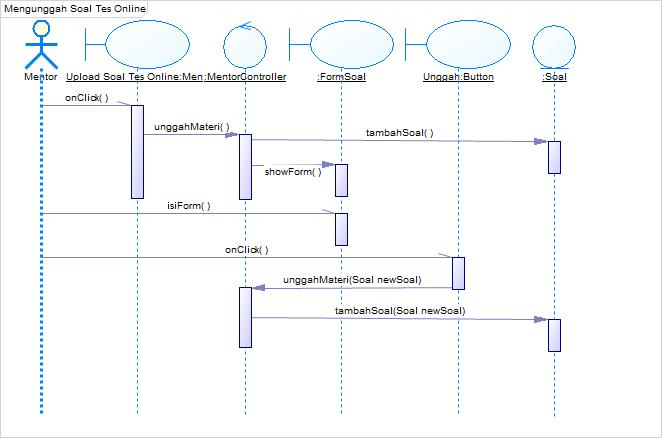 Mengunggah Soal Tes Online
Mentor
Upload Soal Tes Online:Men
:MentorController
:FormSoal
Unggah:Button
:Soal
onClick( )
unggahMateri( )
tambahSoal( )
showForm( )
isiForm( )
onClick( )
unggahMateri(Soal newSoal)
tambahSoal(Soal newSoal)